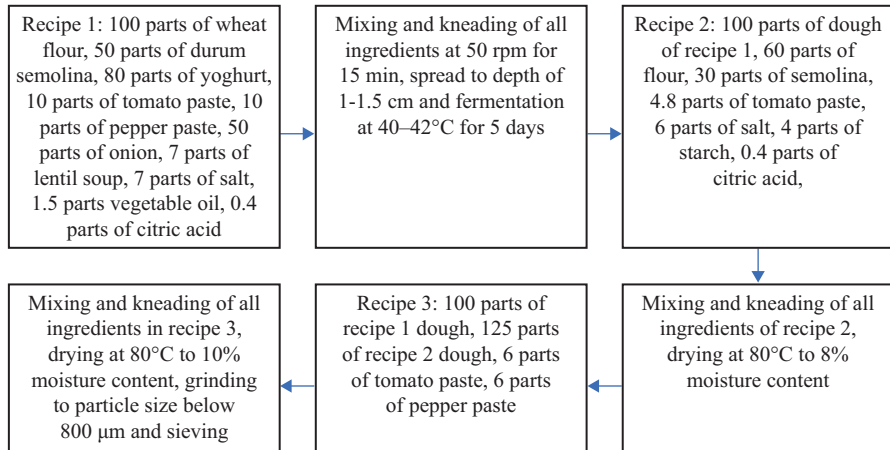 Recipe 1: 100 parts of wheat
flour, 50 parts of durum
semolina, 80 parts of yoghurt,
10 parts of tomato paste, 10
parts of pepper paste, 50
parts of onion, 7 parts of
lentil soup, 7 parts of salt,
1.5 parts vegetable oil, 0.4
parts of citric acid
Mixing and kneading of all
ingredients at 50 rpm for
15 min, spread to depth of
1-1.5 cm and fermentation
at 40–42°C for 5 days
Recipe 2: 100 parts of dough
of recipe 1, 60 parts of
flour, 30 parts of semolina,
4.8 parts of tomato paste,
6 parts of salt, 4 parts of
starch, 0.4 parts of
citric acid,
Mixing and kneading of all
ingredients of recipe 2,
drying at 80°C to 8%
moisture content
Recipe 3: 100 parts of
recipe 1 dough, 125 parts
of recipe 2 dough, 6 parts
of tomato paste, 6 parts
of pepper paste
Mixing and kneading of all
ingredients in recipe 3,
drying at 80°C to 10%
moisture content, grinding
to particle size below
800 μm and sieving